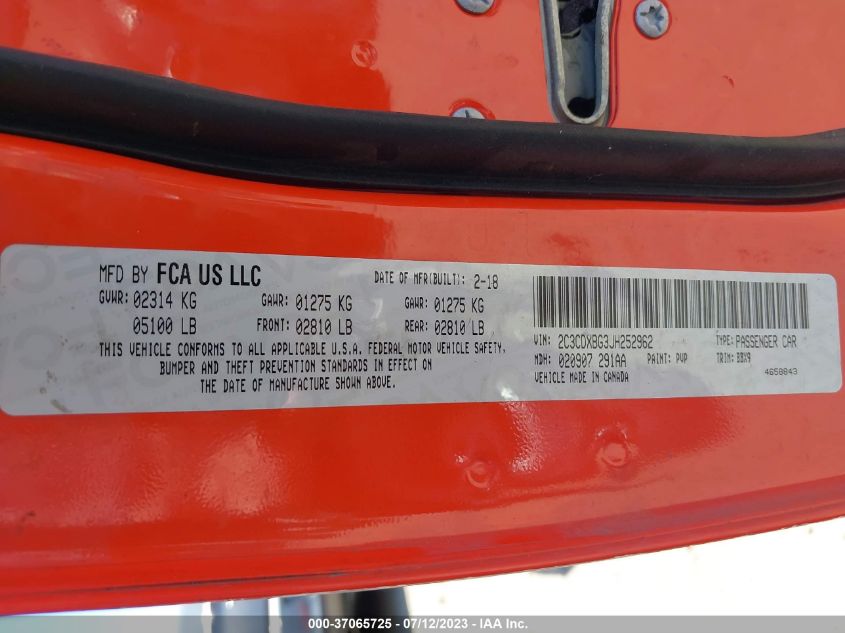 MFD BY FCA US LLC
DATE OF MFR(BUILT): 2-18
GVWR: 02314 KG
GAWR: 01275 KG
GAWR: 01275 KG
05100 LB
FRONT: 02810 LB
REAR: 02810 LB
THIS VEHICLE CONFORMS TO ALL APPLICABLE U.S.A. FEDERAL MOTOR VEHICLE SAFETY,
BUMPER AND THEFT PREVENTION STANDARDS IN EFFECT ON
THE DATE OF MANUFACTURE SHOWN ABOVE.
VIN: 2C3CDXBG3JH252962
TYPE: PASSENGER CAR
MDH: 020907 291AA
PAINT: PVP
TRIM: BBX9
VEHICLE MADE IN CANADA
4658843
000-37065725 - 07/12/2023 - IAA Inc.